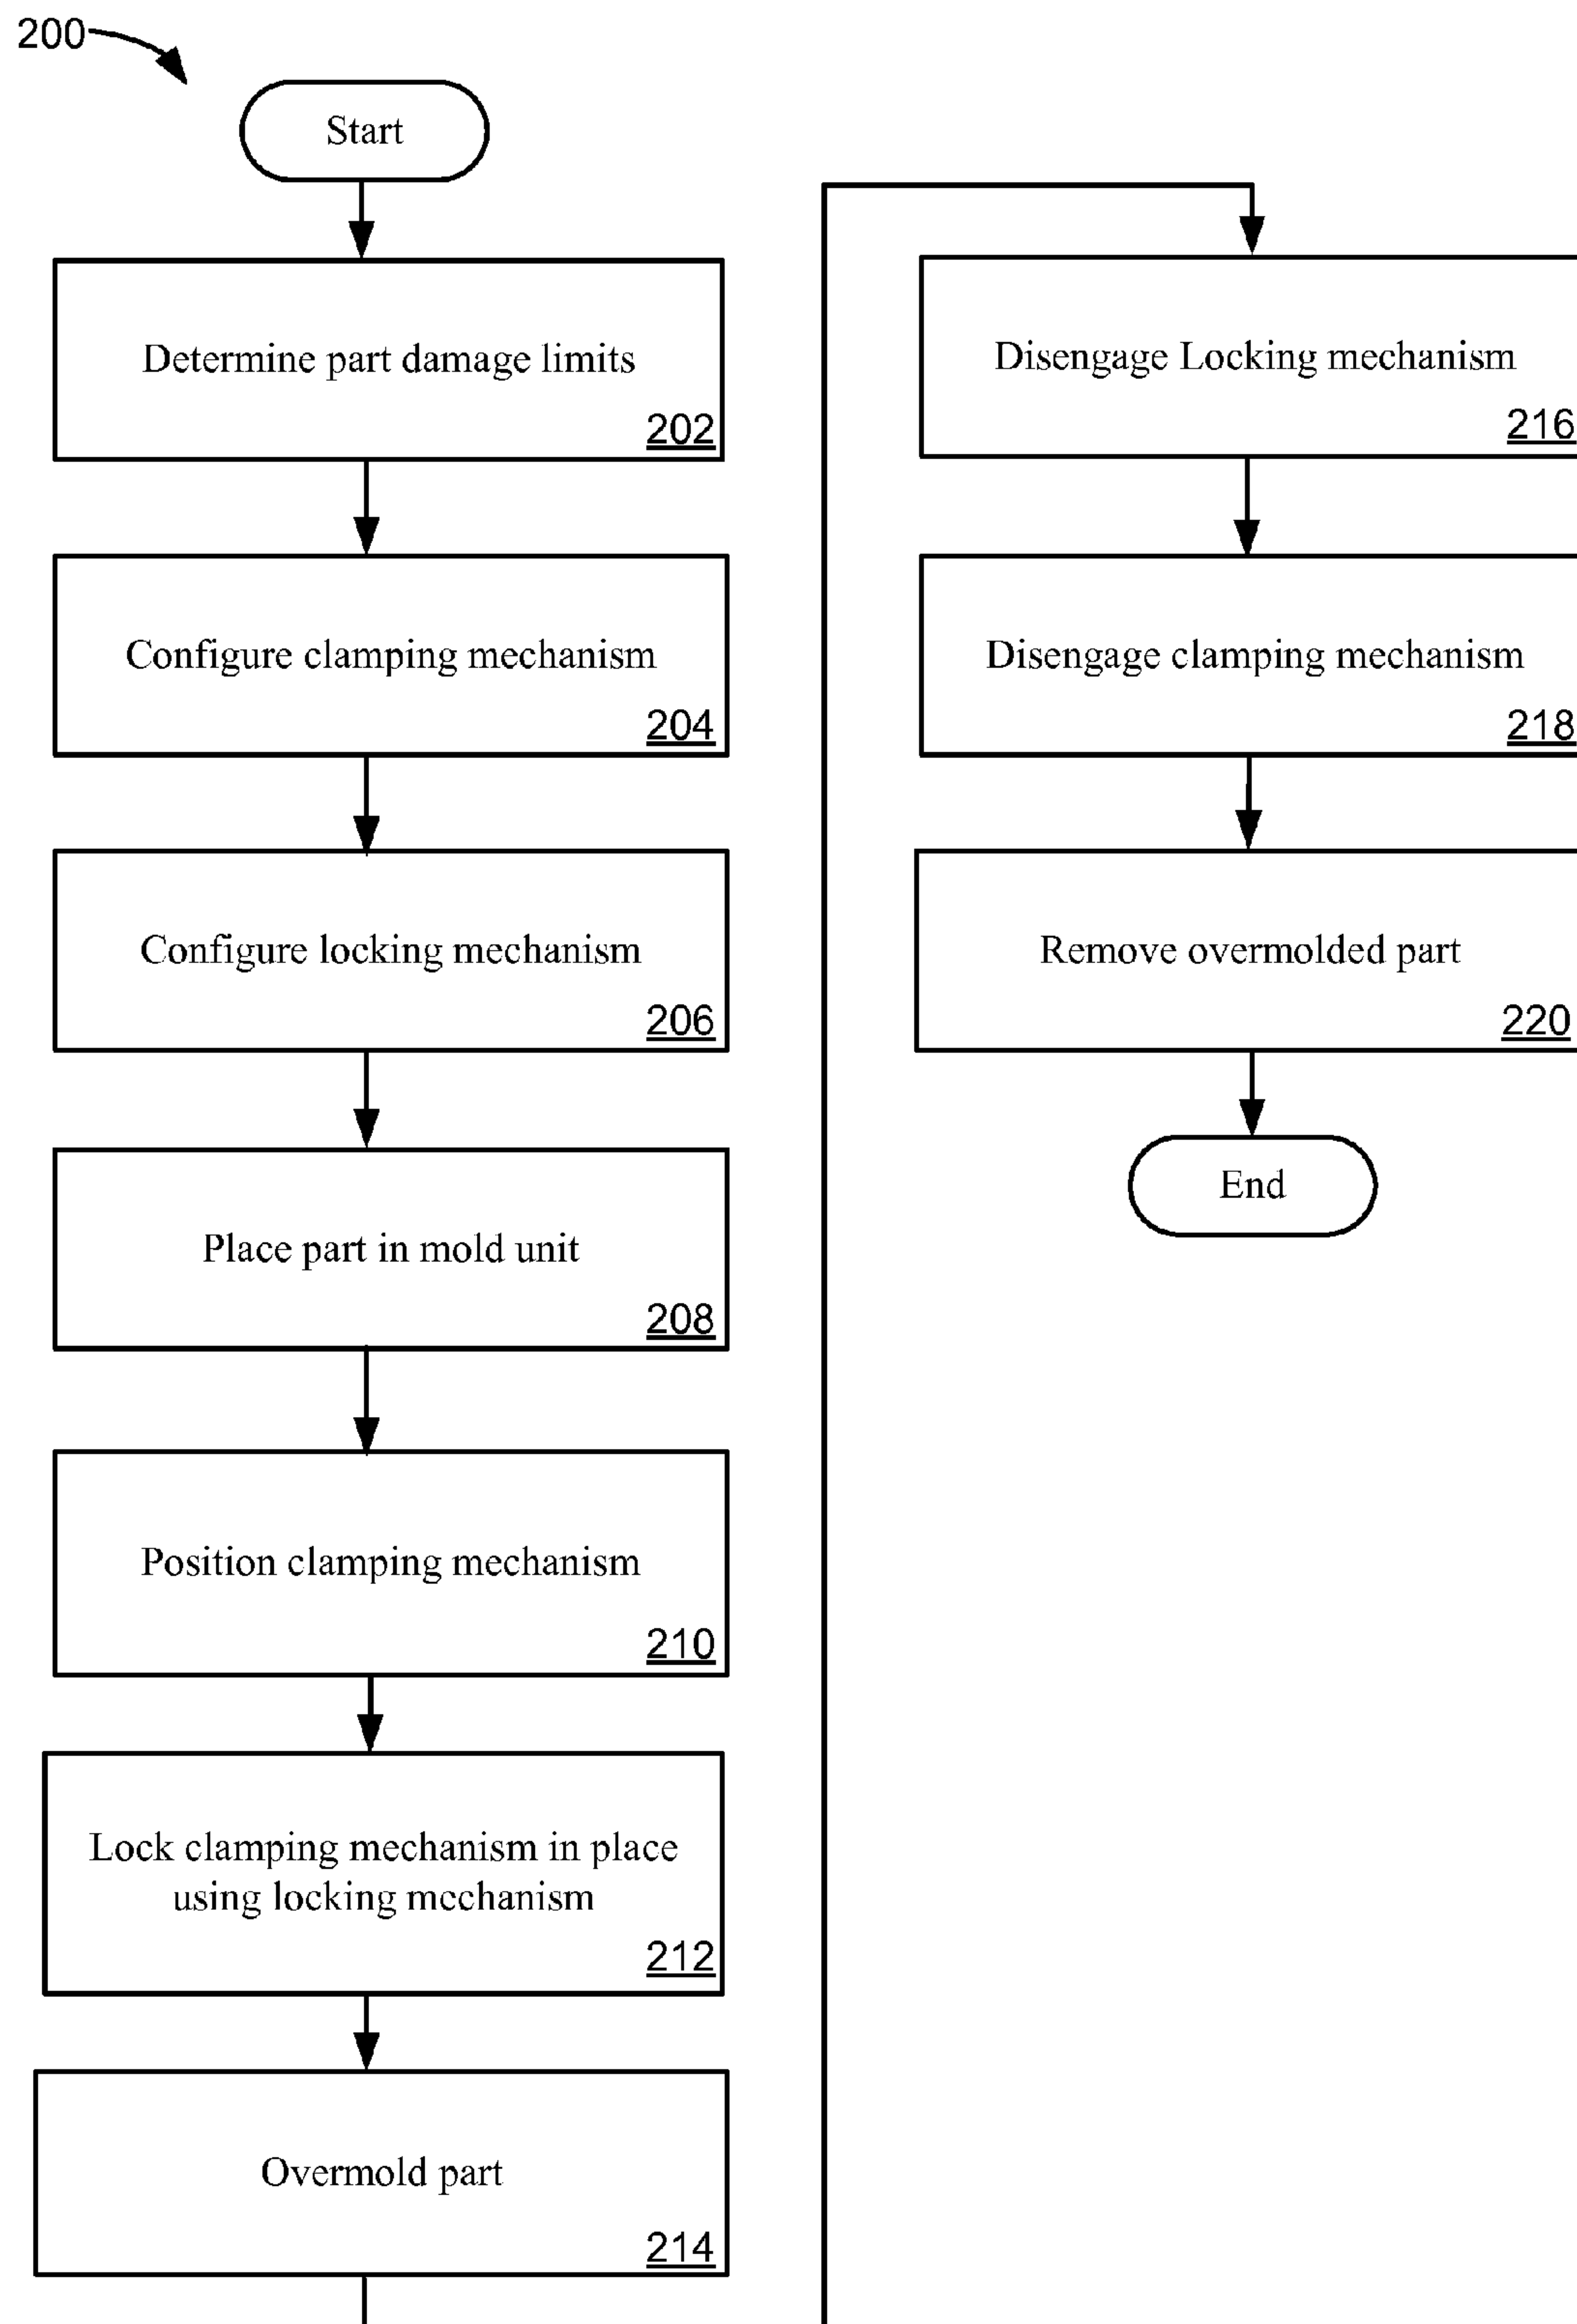 200
Start
Determine part damage limits
202
Configure clamping mechanism
204
Configure locking mechanism
206
Place part in mold unit
208
Position clamping mechanism
210
Lock clamping mechanism in place
using locking mechanism
212
Overmold part
214
Disengage Locking mechanism
216
Disengage clamping mechanism
218
Remove overmolded part
220
End